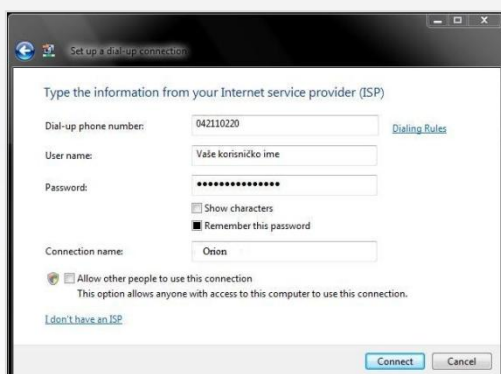 Set up a dial-up connection
Type the information from your Internet service provider (ISP)
Dial-up phone number: 042110220 Dialing Rules
User name: Vaše korisničko ime
Password: •••••••••••••••
Show characters
Remember this password
Connection name: Orion
Allow other people to use this connection
This option allows anyone with access to this computer to use this connection.
I don't have an ISP
Connect Cancel